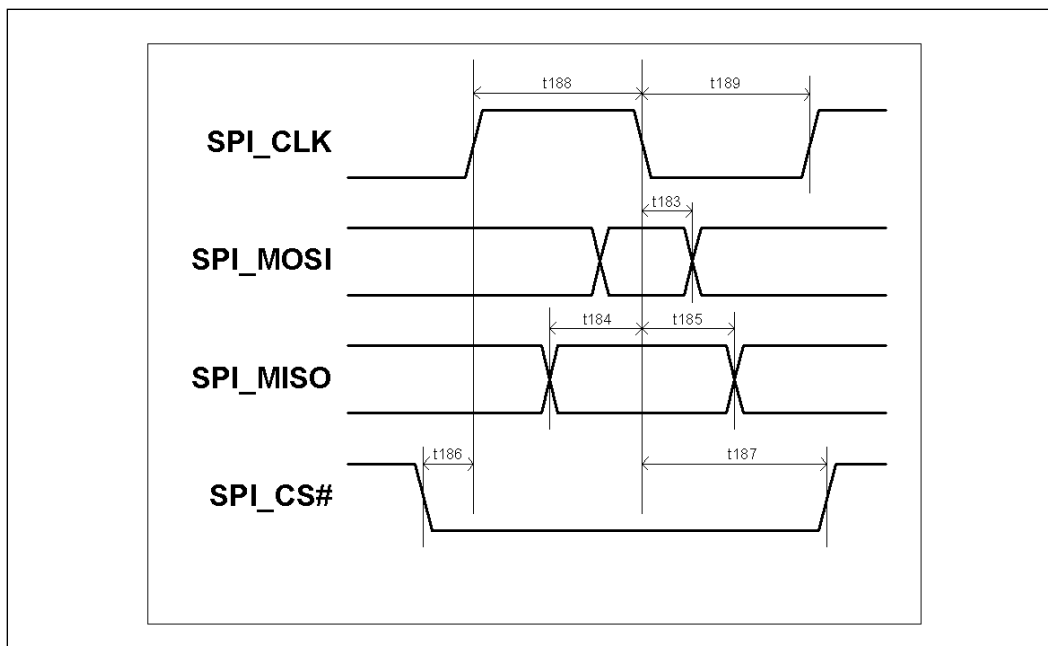 t188 t189
SPI_CLK
t183
SPI_MOSI
t184 t185
SPI_MISO
t186 t187
SPI_CS#